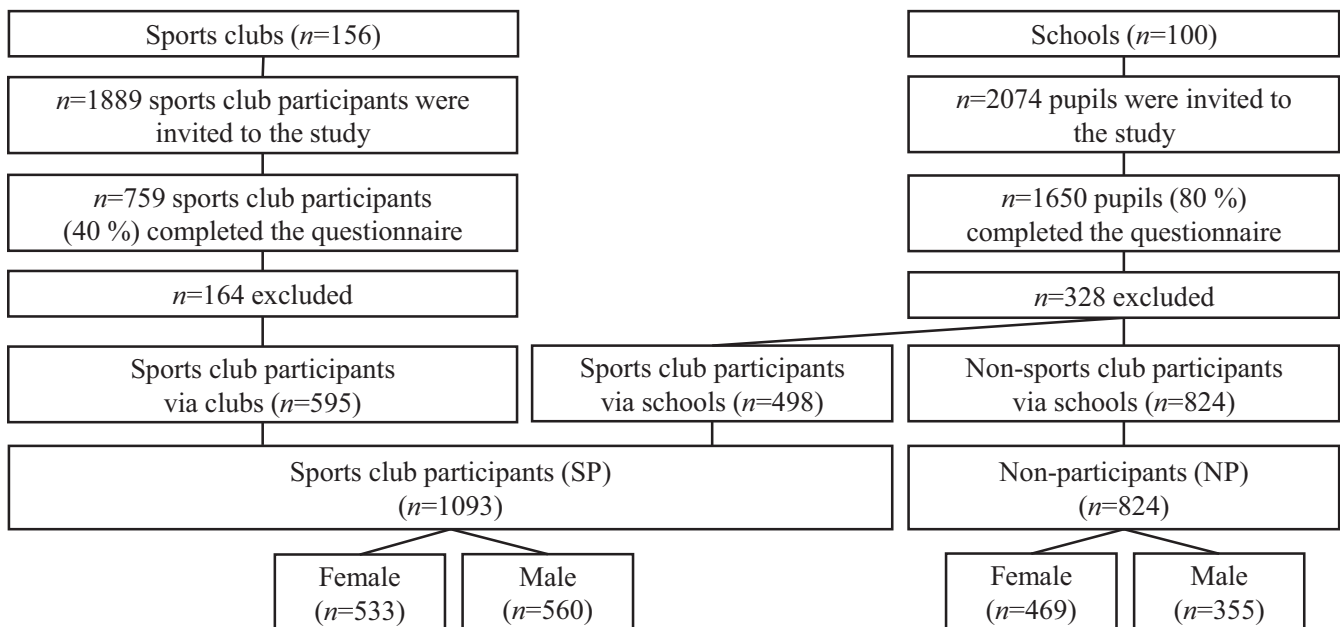 Sports clubs (n=156)
Schools (n=100)
n=1889 sports club participants were
invited to the study
n=2074 pupils were invited to
the study
n=759 sports club participants
(40 %) completed the questionnaire
n=1650 pupils (80 %)
completed the questionnaire
n=164 excluded
n=328 excluded
Sports club participants
via clubs (n=595)
Sports club participants
via schools (n=498)
Non-sports club participants
via schools (n=824)
Sports club participants (SP)
(n=1093)
Non-participants (NP)
(n=824)
Female
(n=533)
Male
(n=560)
Female
(n=469)
Male
(n=355)